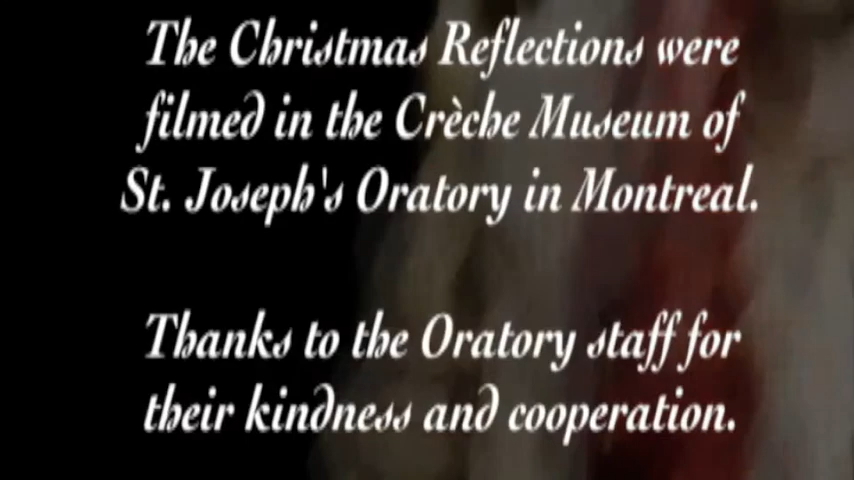 The Christmas Reflections were
filmed in the Crèche Museum of
St. Joseph's Oratory in Montreal.
Thanks to the Oratory staff for
their kindness and cooperation.